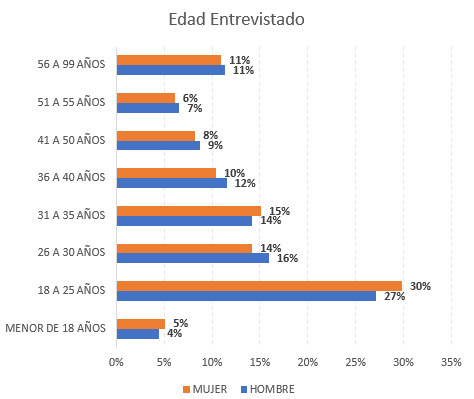 Edad Entrevistado
56 A 99 AÑOS
11%
11%
51 A 55 AÑOS
6%
7%
41 A 50 AÑOS
8%
9%
36 A 40 AÑOS
10%
12%
31 A 35 AÑOS
15%
14%
26 A 30 AÑOS
14%
16%
18 A 25 AÑOS
30%
27%
MENOR DE 18 AÑOS
5%
4%
0% 5% 10% 15% 20% 25% 30% 35%
MUJER HOMBRE